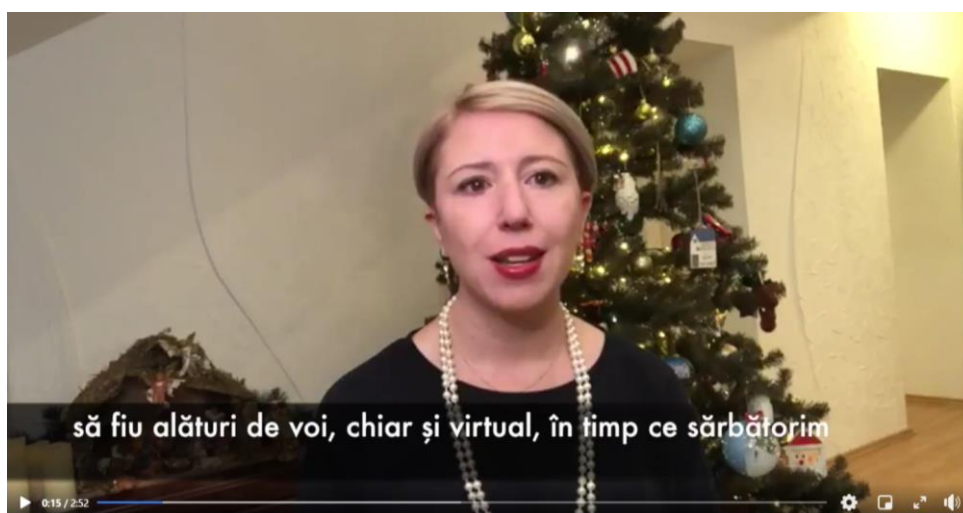 să fiu alături de voi, chiar și virtual, în timp ce sărbătorim
0:15 / 2:52